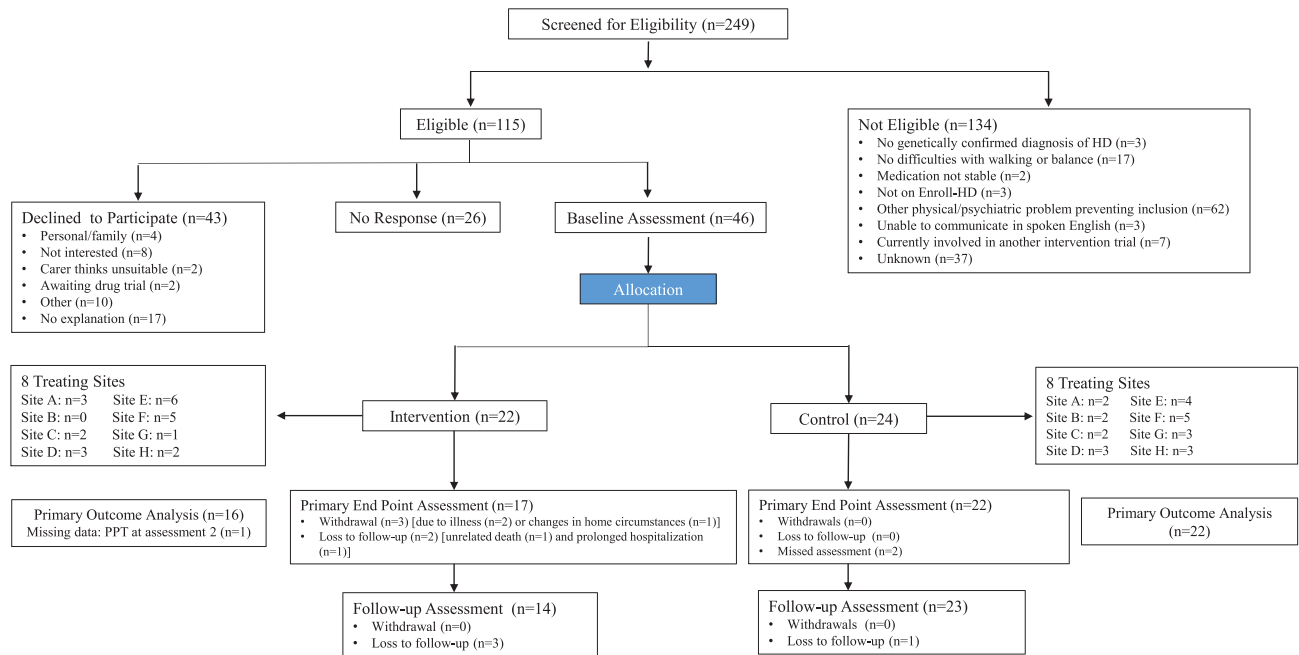 Screened for Eligibility (n=249)
Eligible (n=115)
Not Eligible (n=134)
• No genetically confirmed diagnosis of HD (n=3)
• No difficulties with walking or balance (n=17)
• Medication not stable (n=2)
• Not on Enroll-HD (n=3)
• Other physical/psychiatric problem preventing inclusion (n=62)
• Unable to communicate in spoken English (n=3)
• Currently involved in another intervention trial (n=7)
• Unknown (n=37)
Declined to Participate (n=43)
• Personal/family (n=4)
• Not interested (n=8)
• Carer thinks unsuitable (n=2)
• Awaiting drug trial (n=2)
• Other (n=10)
• No explanation (n=17)
No Response (n=26)
Baseline Assessment (n=46)
Allocation
8 Treating Sites
Site A: n=3 Site E: n=6
Site B: n=0 Site F: n=5
Site C: n=2 Site G: n=1
Site D: n=3 Site H: n=2
Intervention (n=22)
Control (n=24)
8 Treating Sites
Site A: n=2 Site E: n=4
Site B: n=2 Site F: n=5
Site C: n=2 Site G: n=3
Site D: n=3 Site H: n=3
Primary Outcome Analysis (n=16)
Missing data: PPT at assessment 2 (n=1)
Primary End Point Assessment (n=17)
• Withdrawal (n=3) [due to illness (n=2) or changes in home circumstances (n=1)]
• Loss to follow-up (n=2) [unrelated death (n=1) and prolonged hospitalization
(n=1)]
Primary End Point Assessment (n=22)
• Withdrawals (n=0)
• Loss to follow-up (n=0)
• Missed assessment (n=2)
Primary Outcome Analysis
(n=22)
Follow-up Assessment (n=14)
• Withdrawal (n=0)
• Loss to follow-up (n=3)
Follow-up Assessment (n=23)
• Withdrawals (n=0)
• Loss to follow-up (n=1)